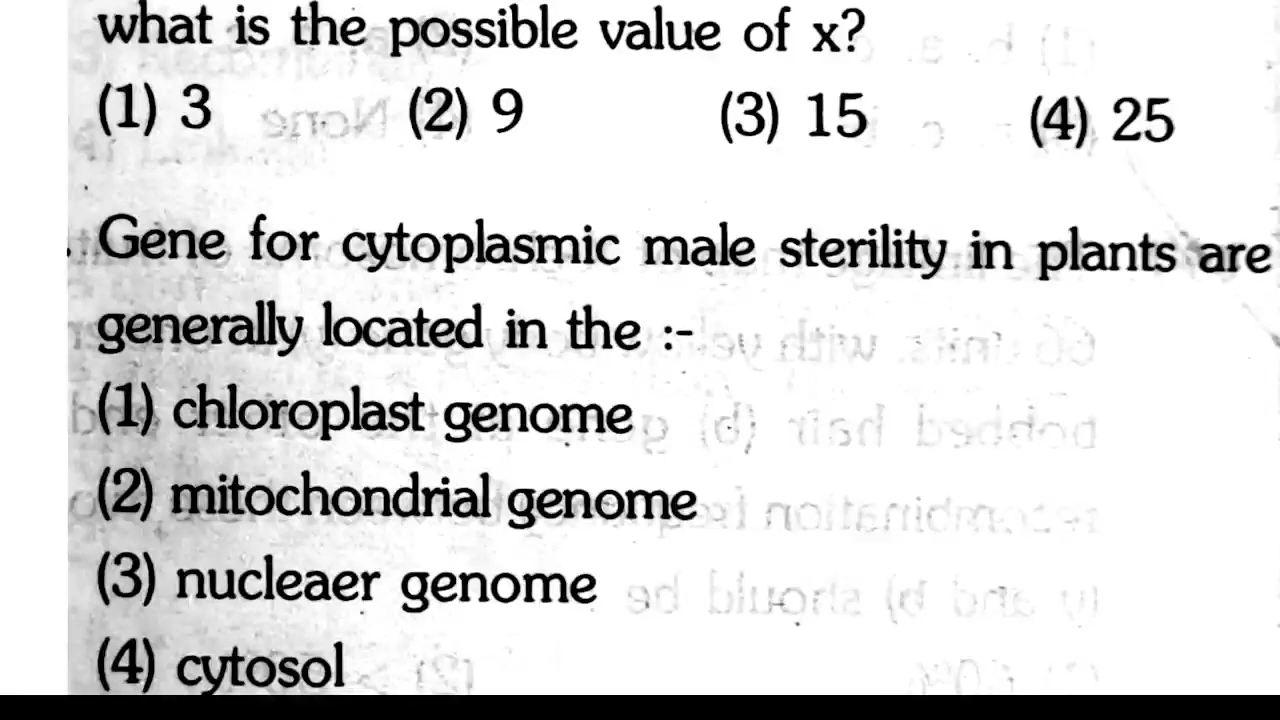 what is the possible value of x?
(1) 3 (2) 9 (3) 15 (4) 25
Gene for cytoplasmic male sterility in plants are
generally located in the :-
(1) chloroplast genome
(2) mitochondrial genome
(3) nucleaer genome
(4) cytosol